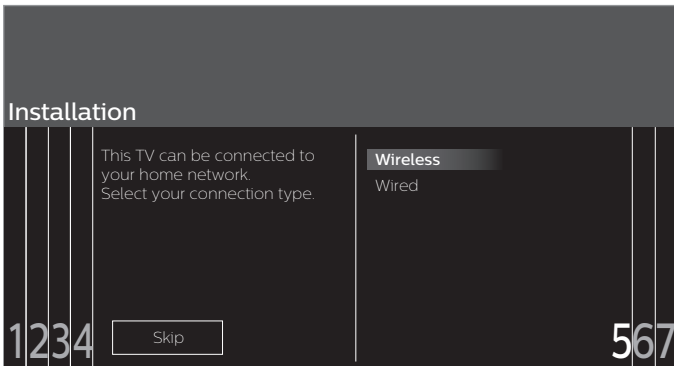 Installation
This TV can be connected to
your home network.
Select your connection type.
Wireless
Wired
Skip
1234
567